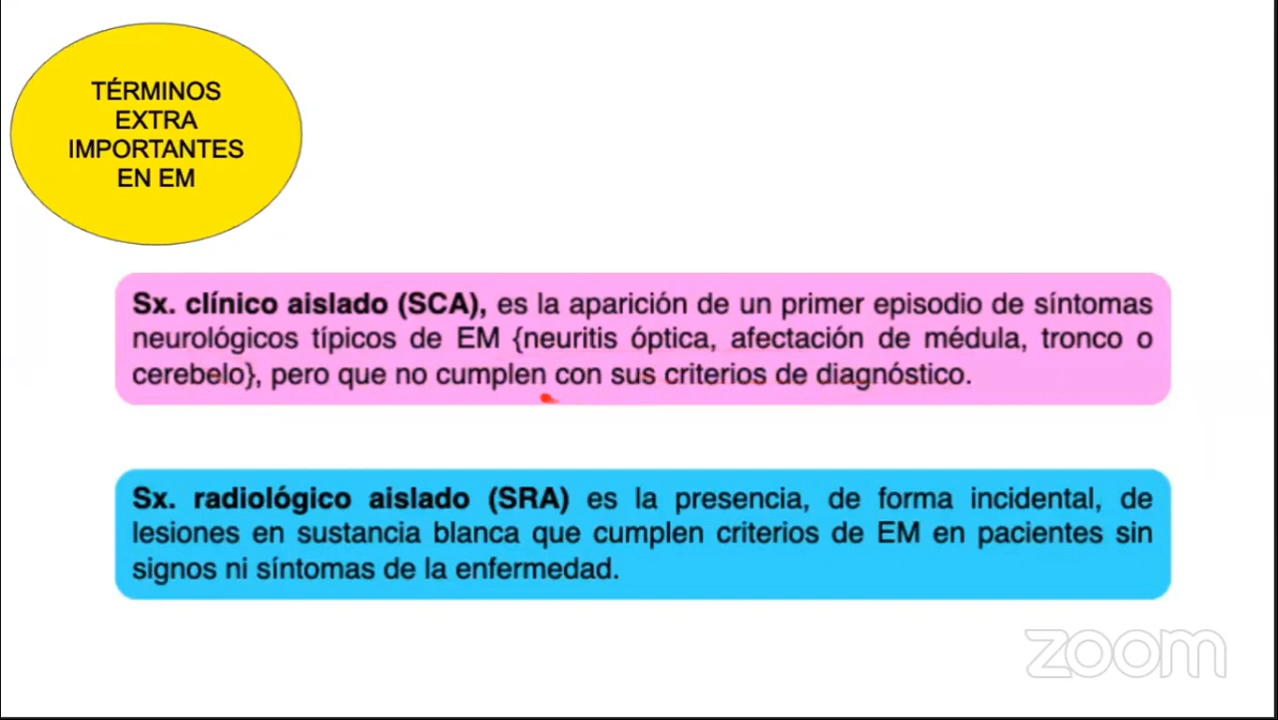 TÉRMINOS
EXTRA
IMPORTANTES
EN EM
Sx. clínico aislado (SCA), es la aparición de un primer episodio de síntomas
neurológicos típicos de EM {neuritis óptica, afectación de médula, tronco o
cerebelo}, pero que no cumplen con sus criterios de diagnóstico.
Sx. radiológico aislado (SRA) es la presencia, de forma incidental, de
lesiones en sustancia blanca que cumplen criterios de EM en pacientes sin
signos ni síntomas de la enfermedad.
zoom